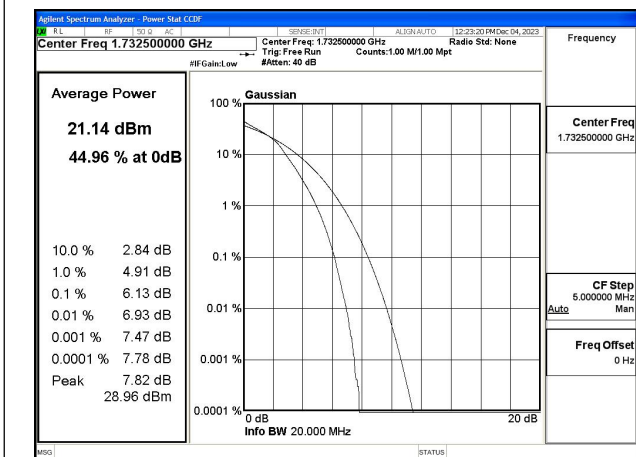 Agilent Spectrum Analyzer - Power Stat CCDF
RL RF 50 Ω AC SENSE:INT ALIGN AUTO 12:23:20 PM Dec 04, 2023
Center Freq 1.732500000 GHz
Center Freq: 1.732500000 GHz Radio Std: None
Trig: Free Run Counts:1.00 M/1.00 Mpt
#IFGain:Low #Atten: 40 dB
Frequency
Average Power
21.14 dBm
44.96 % at 0dB
10.0 % 2.84 dB
1.0 % 4.91 dB
0.1 % 6.13 dB
0.01 % 6.93 dB
0.001 % 7.47 dB
0.0001 % 7.78 dB
Peak 7.82 dB
28.96 dBm
Gaussian
100 %
10 %
1 %
0.1 %
0.01 %
0.001 %
0.0001 %
0 dB 20 dB
Info BW 20.000 MHz
Center Freq
1.732500000 GHz
CF Step
5.000000 MHz
Auto Man
Freq Offset
0 Hz
MSG STATUS